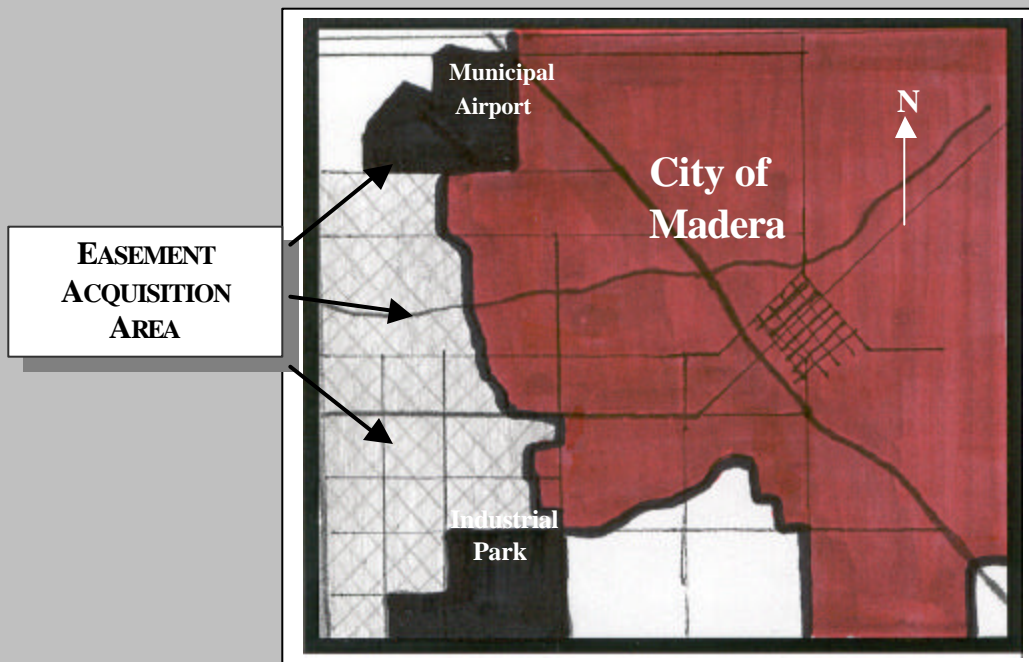 Municipal
Airport
N
City of
Madera
EASEMENT
ACQUISITION
AREA
Industrial
Park